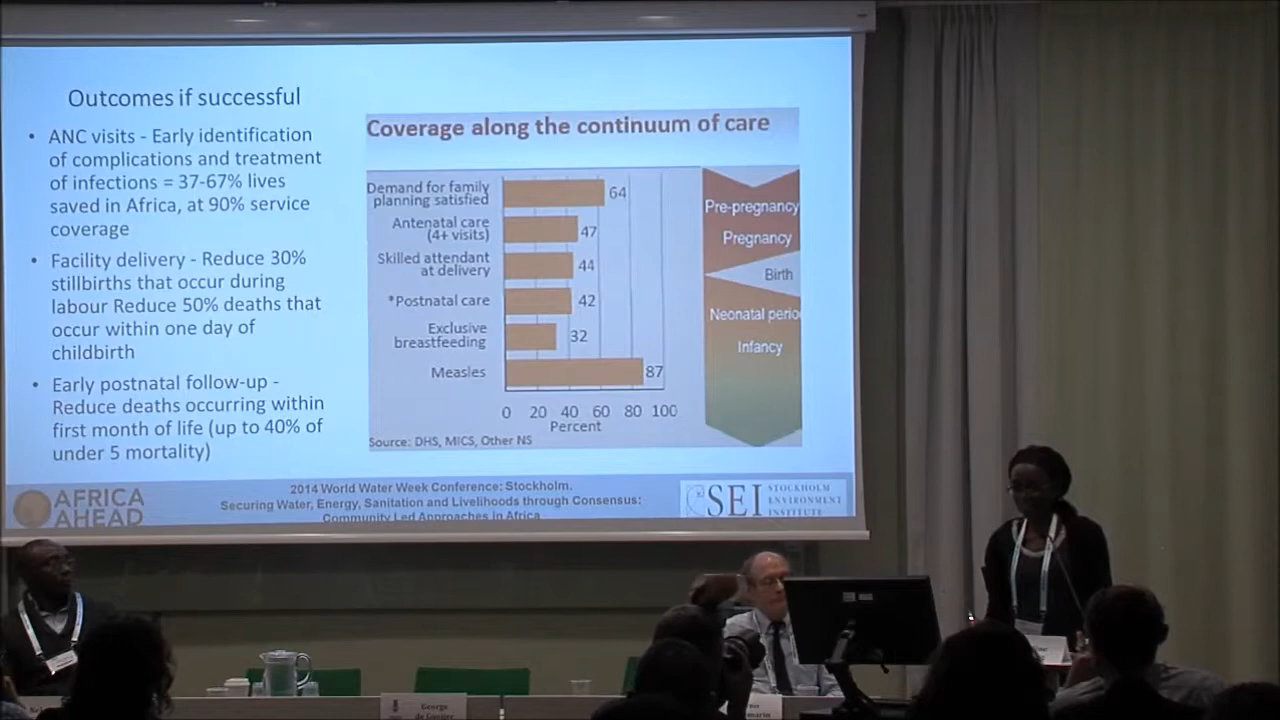 Outcomes if successful
• ANC visits - Early identification
of complications and treatment
of infections = 37-67% lives
saved in Africa, at 90% service
coverage
• Facility delivery - Reduce 30%
stillbirths that occur during
labour Reduce 50% deaths that
occur within one day of
childbirth
• Early postnatal follow-up -
Reduce deaths occurring within
first month of life (up to 40% of
under 5 mortality)
Coverage along the continuum of care
Demand for family
planning satisfied
64
Antenatal care
(4+ visits)
47
Skilled attendant
at delivery
44
*Postnatal care
42
Exclusive
breastfeeding
32
Measles
87
0 20 40 60 80 100
Percent
Source: DHS, MICS, Other NS
Pre-pregnancy
Pregnancy
Birth
Neonatal perio
Infancy
AFRICA
AHEAD
2014 World Water Week Conference: Stockholm.
Securing Water, Energy, Sanitation and Livelihoods through Consensus:
Community Led Approaches in Africa
SEI
STOCKHOLM
ENVIRONMENT
INSTITUTE
George